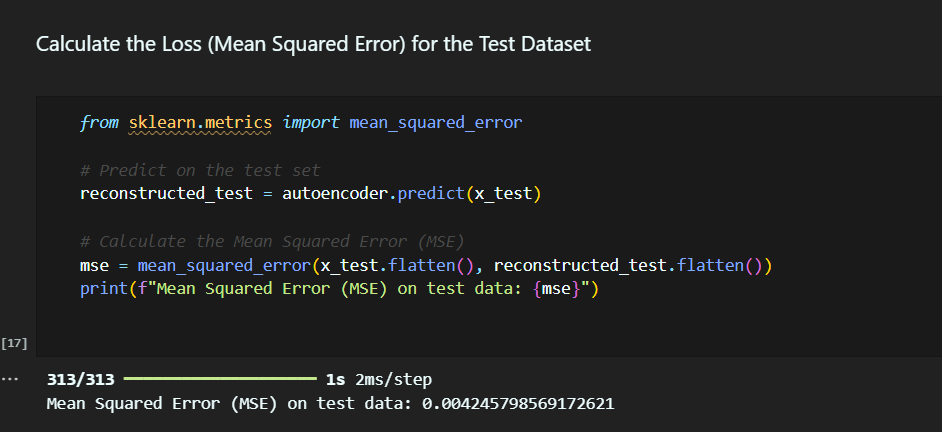 Calculate the Loss (Mean Squared Error) for the Test Dataset
from sklearn.metrics import mean_squared_error
# Predict on the test set
reconstructed_test = autoencoder.predict(x_test)
# Calculate the Mean Squared Error (MSE)
mse = mean_squared_error(x_test.flatten(), reconstructed_test.flatten())
print(f"Mean Squared Error (MSE) on test data: {mse}")
[17]
... 313/313 ━━━━━━━━━━━━━━━━━━━━ 1s 2ms/step
Mean Squared Error (MSE) on test data: 0.004245798569172621